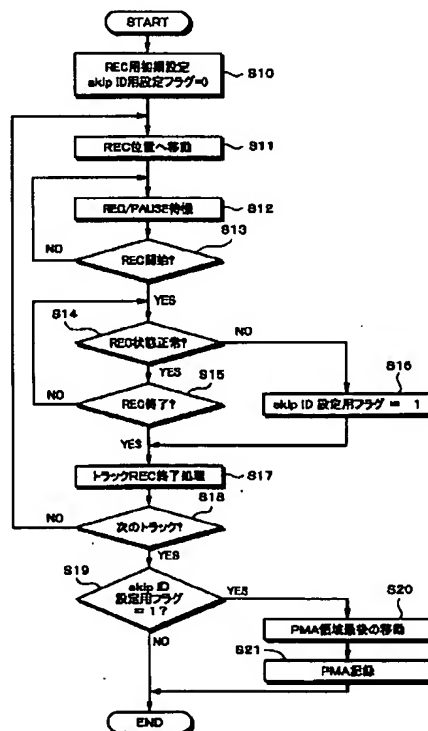 START
REC用初期設定
skip ID用設定フラグ=0
S10
REC位置へ移動
S11
REC/PAUSE待機
S12
S13
NO
REC開始?
YES
S14
REC状態正常?
NO
YES
S15
S16
REC終了?
NO
skip ID 設定用フラグ = 1
YES
トラックREC終了処理
S17
S18
NO
次のトラック?
YES
S19
skip ID
設定用フラグ
= 1?
YES
NO
S20
PMA領域最後の移動
S21
PMA記録
END